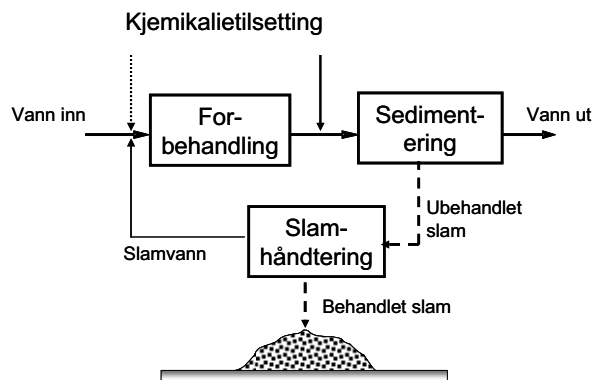 Kjemikalietilsetting
Vann inn
For-
behandling
Sediment-
ering
Vann ut
Ubehandlet
slam
Slam-
håndtering
Slamvann
Behandlet slam